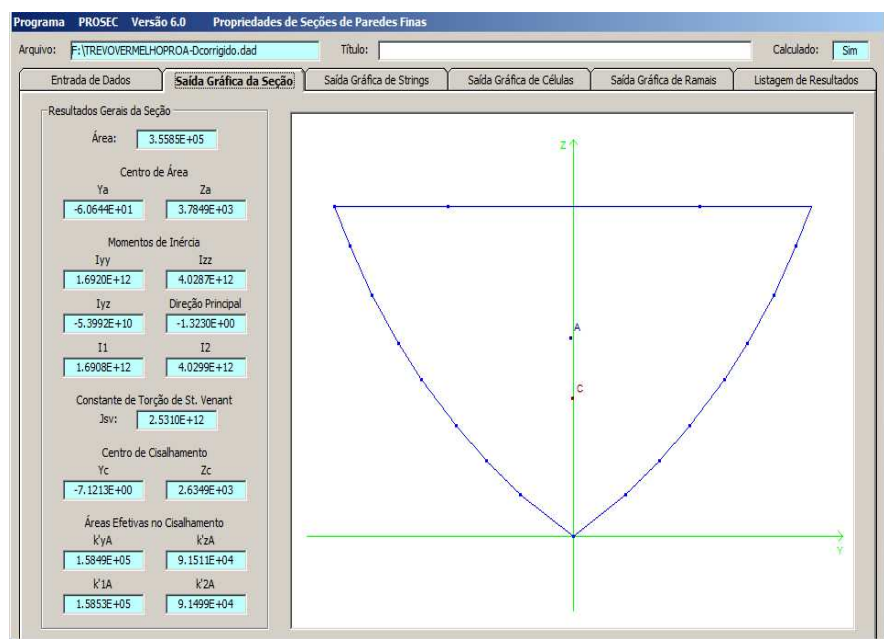 Programa PROSEC Versão 6.0 Propriedades de Seções de Paredes Finas
Arquivo: F:\TREVOVERMELHOPROA-Dcorrigido.dad Título: Calculado: Sim
Entrada de Dados Saída Gráfica da Seção Saída Gráfica de Strings Saída Gráfica de Células Saída Gráfica de Ramais Listagem de Resultados
Resultados Gerais da Seção
Área: 3.5585E+05
Centro de Área
Ya Za
-6.0644E+01 3.7849E+03
Momentos de Inércia
Iyy Izz
1.6920E+12 4.0287E+12
Iyz Direção Principal
-5.3992E+10 -1.3230E+00
I1 I2
1.6908E+12 4.0299E+12
Constante de Torção de St. Venant
Jsv: 2.5310E+12
Centro de Cisalhamento
Yc Zc
-7.1213E+00 2.6349E+03
Áreas Efetivas no Cisalhamento
k'yA k'zA
1.5849E+05 9.1511E+04
k'1A k'2A
1.5853E+05 9.1499E+04
Z
A
C
Y